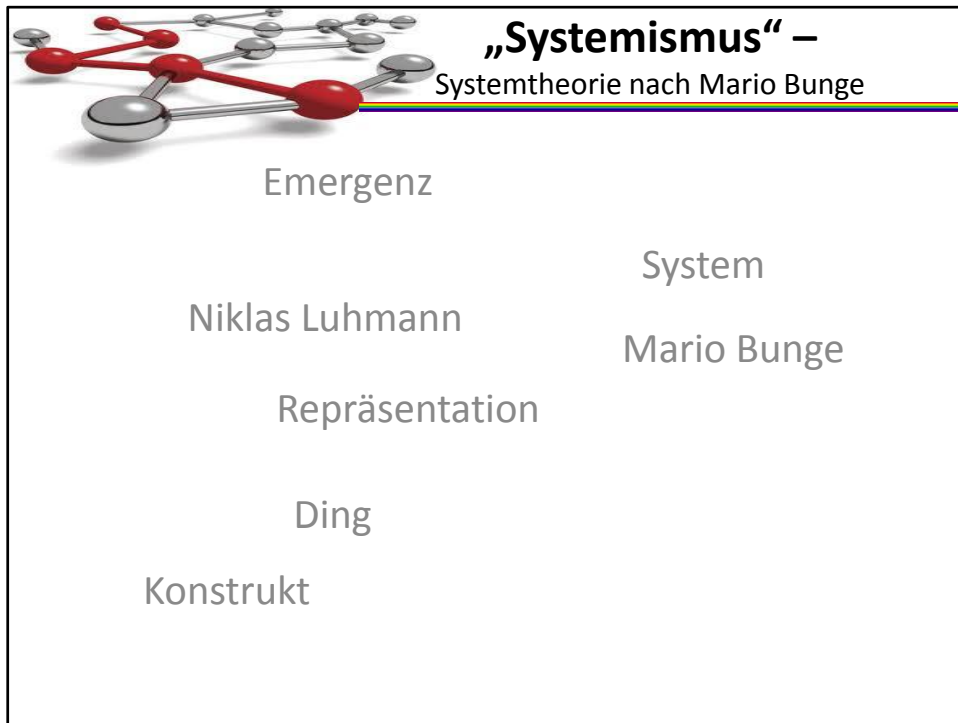 „Systemismus“ –
Systemtheorie nach Mario Bunge
Emergenz
System
Niklas Luhmann
Mario Bunge
Repräsentation
Ding
Konstrukt